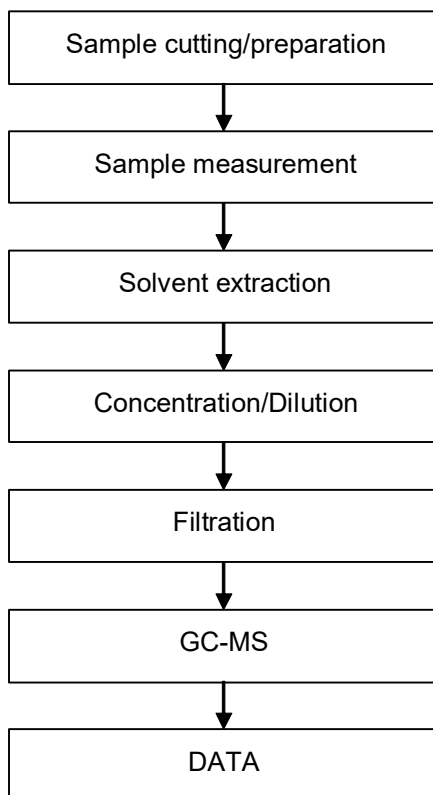 Sample cutting/preparation
Sample measurement
Solvent extraction
Concentration/Dilution
Filtration
GC-MS
DATA